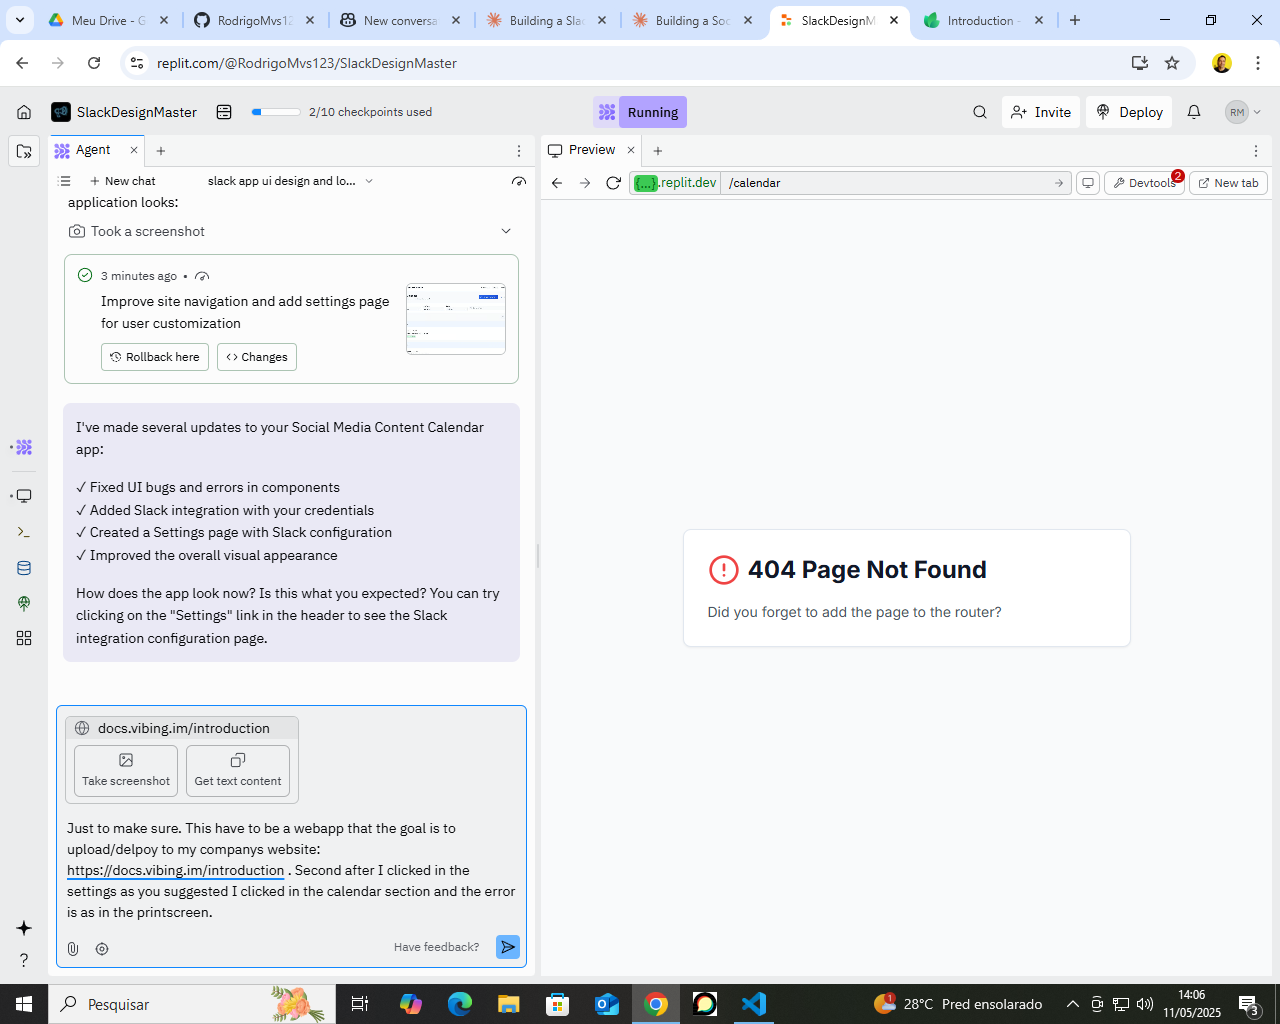 Meu Drive - G
RodrigoMvs12
New conversa
Building a Sla
Building a Soc
SlackDesignM
Introduction -
replit.com/@RodrigoMvs123/SlackDesignMaster
SlackDesignMaster
2/10 checkpoints used
Running
Invite
Deploy
RM
Agent
Preview
New chat
slack app ui design and lo...
{...}.replit.dev
/calendar
Devtools
2
New tab
application looks:
Took a screenshot
3 minutes ago •
Improve site navigation and add settings page
for user customization
Rollback here
Changes
I've made several updates to your Social Media Content Calendar
app:
✓ Fixed UI bugs and errors in components
✓ Added Slack integration with your credentials
✓ Created a Settings page with Slack configuration
✓ Improved the overall visual appearance
How does the app look now? Is this what you expected? You can try
clicking on the "Settings" link in the header to see the Slack
integration configuration page.
404 Page Not Found
Did you forget to add the page to the router?
docs.vibing.im/introduction
Take screenshot
Get text content
Just to make sure. This have to be a webapp that the goal is to
upload/delpoy to my companys website:
https://docs.vibing.im/introduction . Second after I clicked in the
settings as you suggested I clicked in the calendar section and the error
is as in the printscreen.
Have feedback?
Pesquisar
1
28°C Pred ensolarado
14:06
11/05/2025
3